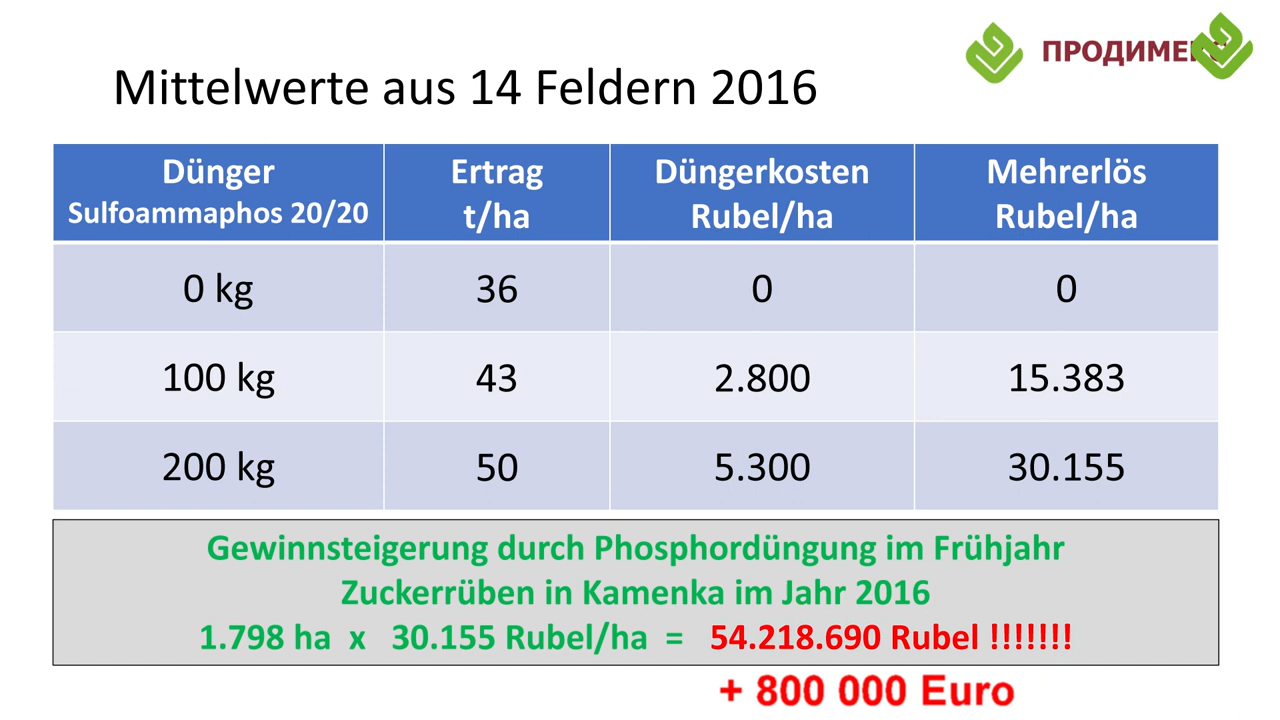 ПРОДИМЕ
Mittelwerte aus 14 Feldern 2016
Dünger Sulfoammaphos 20/20 Ertrag t/ha Düngerkosten Rubel/ha Mehrerlös Rubel/ha
0 kg 36 0 0
100 kg 43 2.800 15.383
200 kg 50 5.300 30.155
Gewinnsteigerung durch Phosphordüngung im Frühjahr
Zuckerrüben in Kamenka im Jahr 2016
1.798 ha x 30.155 Rubel/ha = 54.218.690 Rubel !!!!!!!
+ 800 000 Euro